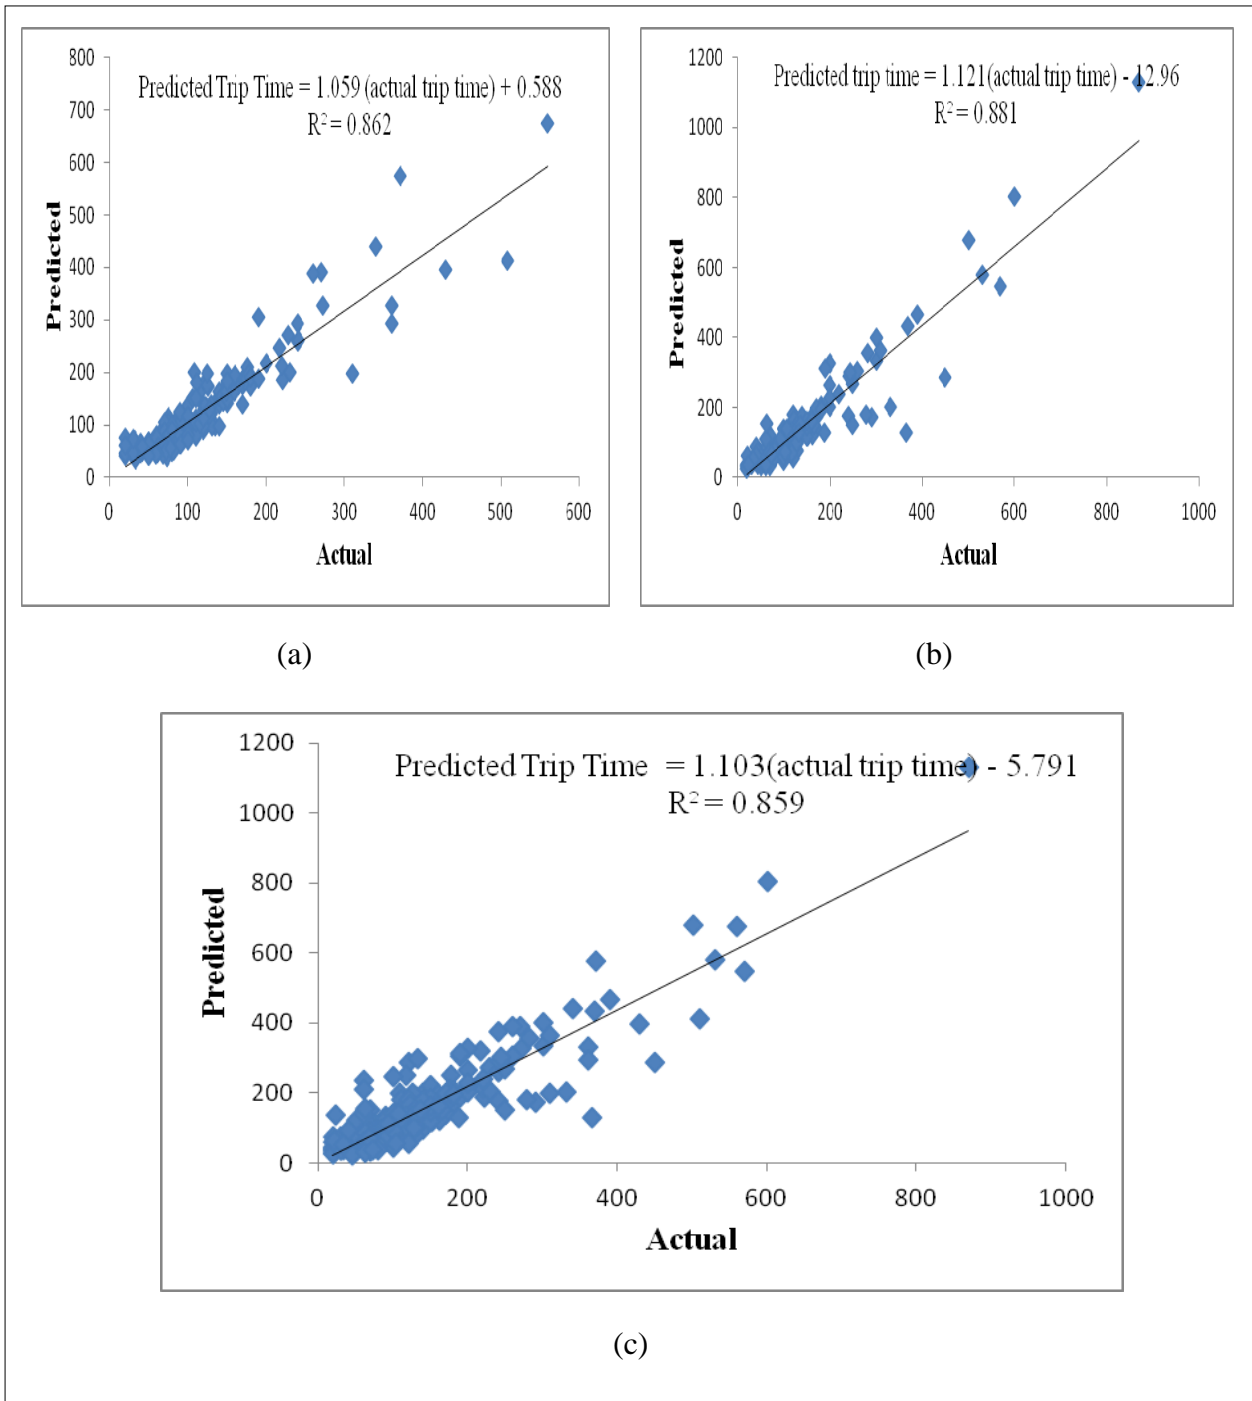 800
700
600
500
400
300
200
100
0
Predicted
Predicted Trip Time = 1.059 (actual trip time) + 0.588
R² = 0.862
0 100 200 300 400 500 600
Actual
(a)
1200
1000
800
600
400
200
0
Predicted
Predicted trip time = 1.121(actual trip time) - 12.96
R² = 0.881
0 200 400 600 800 1000
Actual
(b)
1200
1000
800
600
400
200
0
Predicted
Predicted Trip Time = 1.103(actual trip time) - 5.791
R² = 0.859
0 200 400 600 800 1000
Actual
(c)